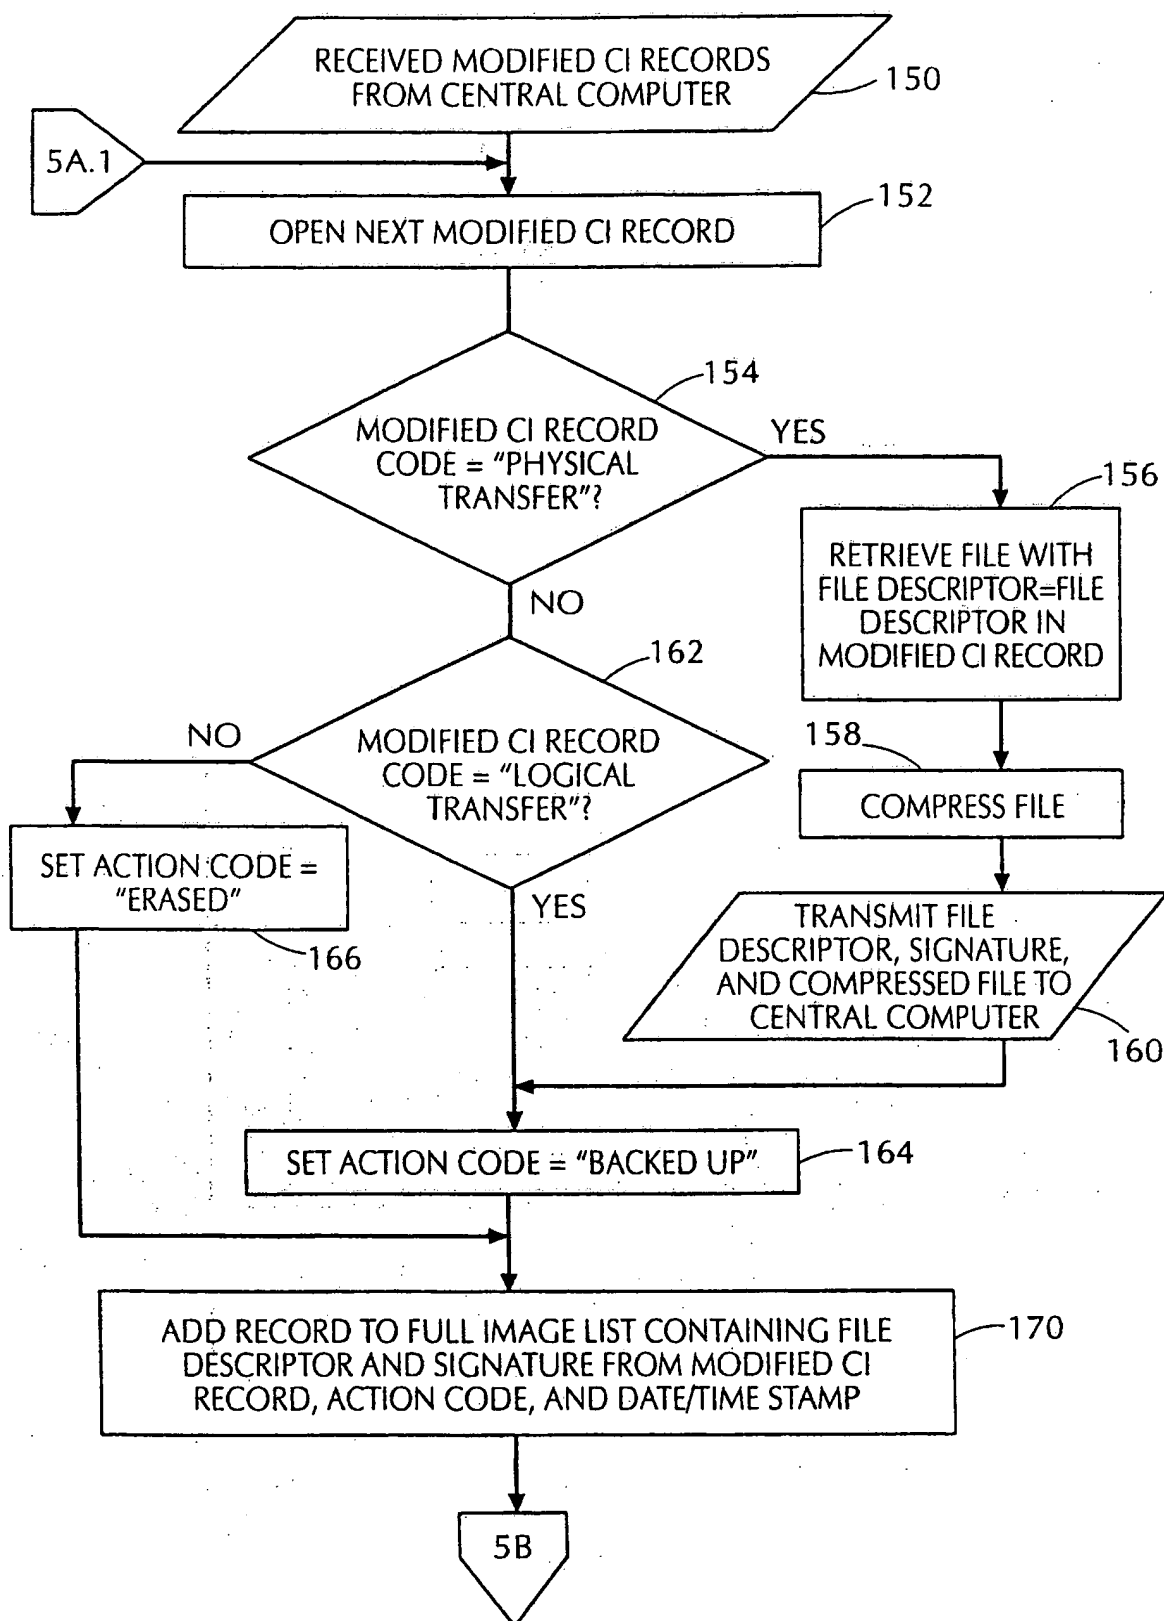 RECEIVED MODIFIED CI RECORDS
FROM CENTRAL COMPUTER
150
5A.1
152
OPEN NEXT MODIFIED CI RECORD
154
MODIFIED CI RECORD
CODE = “PHYSICAL
TRANSFER”?
YES
156
RETRIEVE FILE WITH
FILE DESCRIPTOR=FILE
DESCRIPTOR IN
MODIFIED CI RECORD
NO
162
MODIFIED CI RECORD
CODE = “LOGICAL
TRANSFER”?
NO
158
COMPRESS FILE
SET ACTION CODE =
“ERASED”
166
YES
TRANSMIT FILE
DESCRIPTOR, SIGNATURE,
AND COMPRESSED FILE TO
CENTRAL COMPUTER
160
SET ACTION CODE = “BACKED UP”
164
ADD RECORD TO FULL IMAGE LIST CONTAINING FILE
DESCRIPTOR AND SIGNATURE FROM MODIFIED CI
RECORD, ACTION CODE, AND DATE/TIME STAMP
170
5B